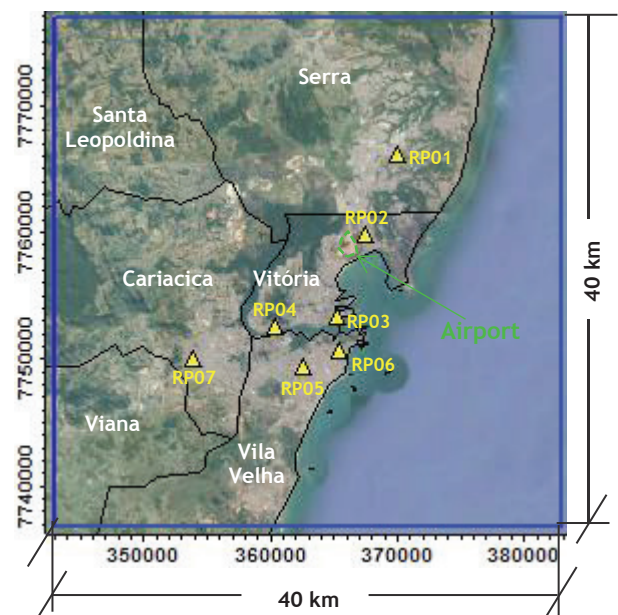 Serra
Santa
Leopoldina
RP01
RP02
Cariacica
Vitória
RP04
RP03
Airport
RP07
RP05
RP06
Viana
Vila
Velha
7770000
7760000
7750000
7740000
350000
360000
370000
380000
40 km
40 km